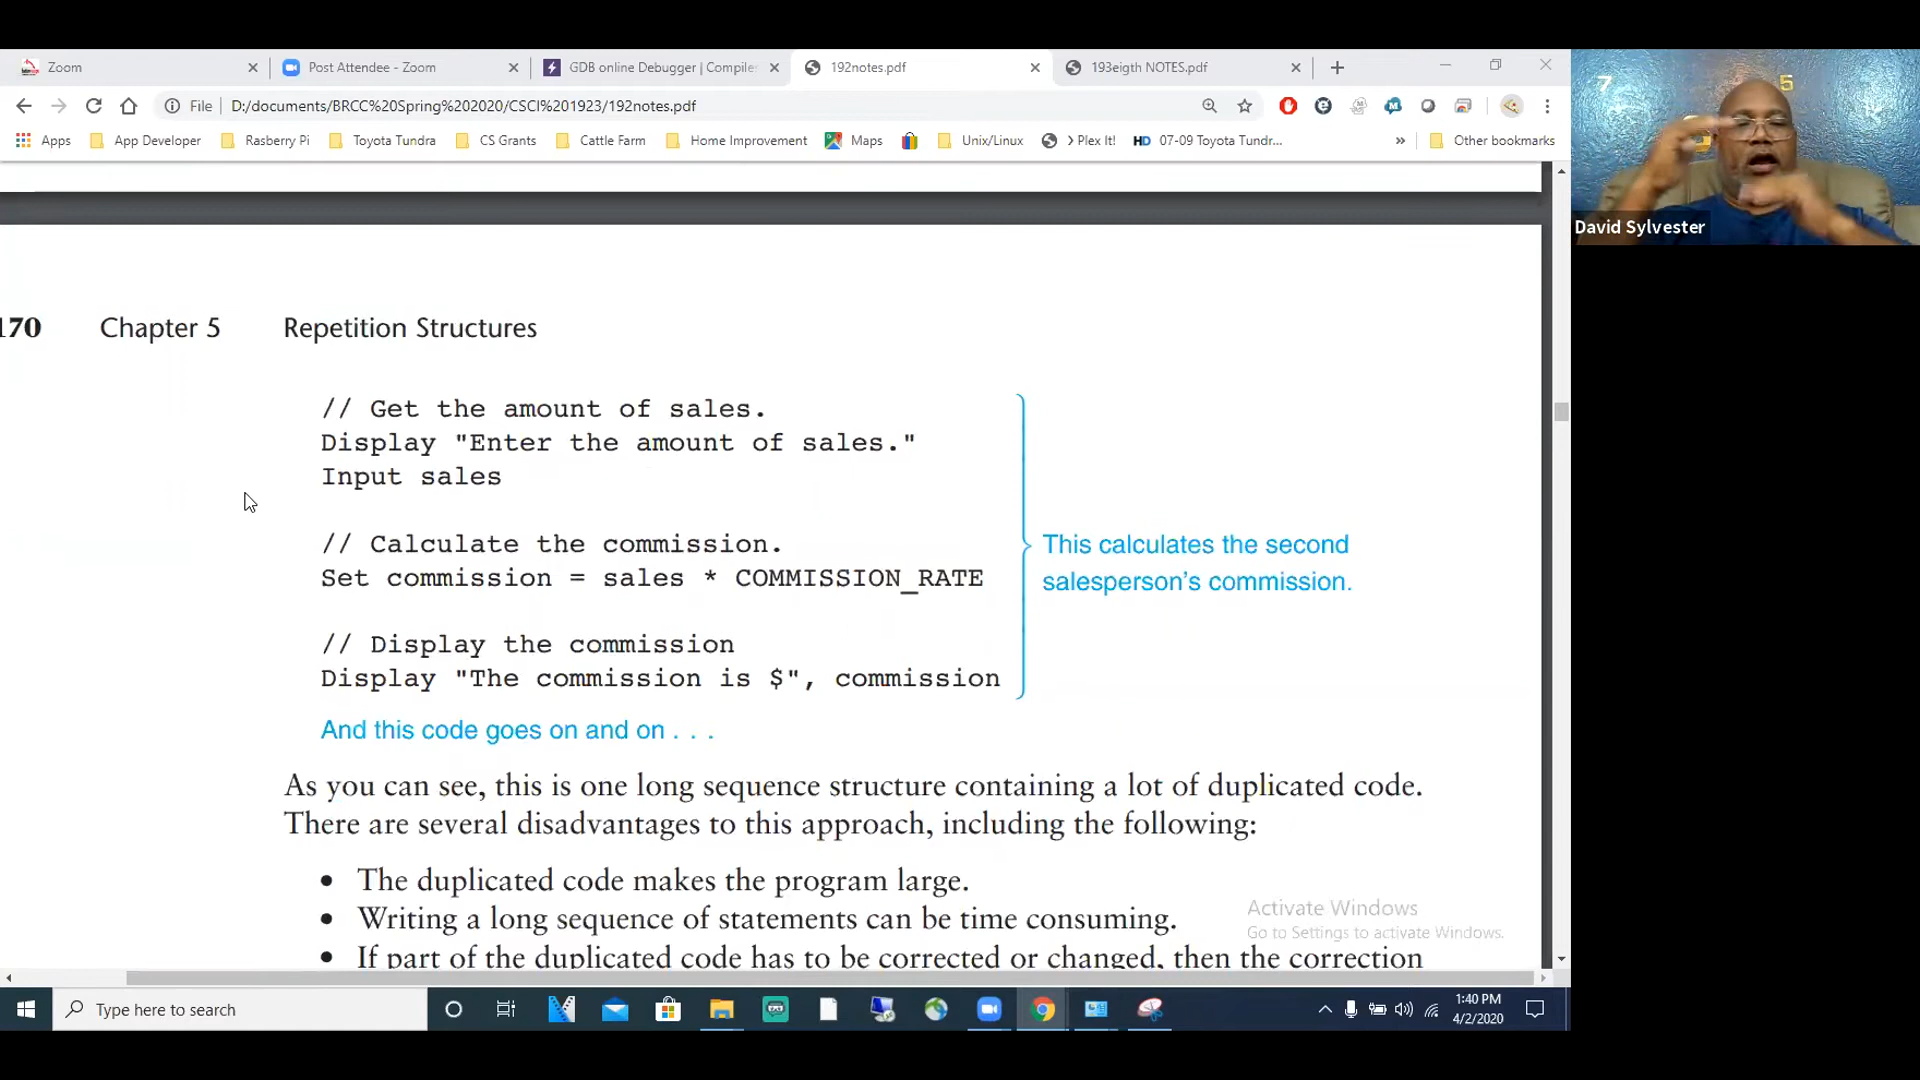 Zoom
Post Attendee - Zoom
GDB online Debugger | Compiler
192notes.pdf
193eigth NOTES.pdf
File
D:/documents/BRCC%20Spring%202020/CSCI%201923/192notes.pdf
Apps
App Developer
Rasberry Pi
Toyota Tundra
CS Grants
Cattle Farm
Home Improvement
Maps
Unix/Linux
> Plex It!
HD 07-09 Toyota Tundr...
»
Other bookmarks
7 5
David Sylvester
170 Chapter 5 Repetition Structures
// Get the amount of sales.
Display "Enter the amount of sales."
Input sales
// Calculate the commission.
Set commission = sales * COMMISSION_RATE
// Display the commission
Display "The commission is $", commission
This calculates the second
salesperson's commission.
And this code goes on and on . . .
As you can see, this is one long sequence structure containing a lot of duplicated code.
There are several disadvantages to this approach, including the following:
• The duplicated code makes the program large.
• Writing a long sequence of statements can be time consuming.
• If part of the duplicated code has to be corrected or changed, then the correction
Activate Windows
Go to Settings to activate Windows.
Type here to search
1:40 PM
4/2/2020